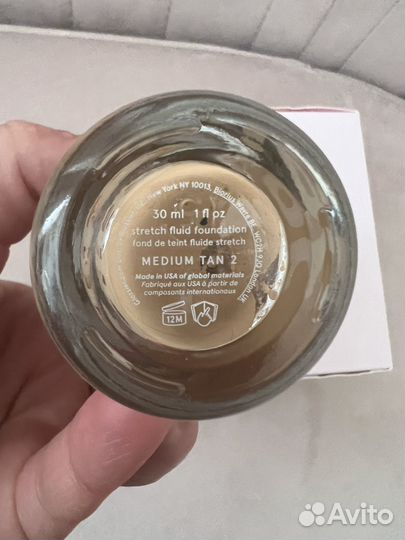 New York NY 10013,
30 ml 1 fl oz
stretch fluid foundation
fond de teint fluide stretch
MEDIUM TAN 2
Made in USA of global materials
Fabriqué aux USA à partir de
composants internationaux
12M
Avito